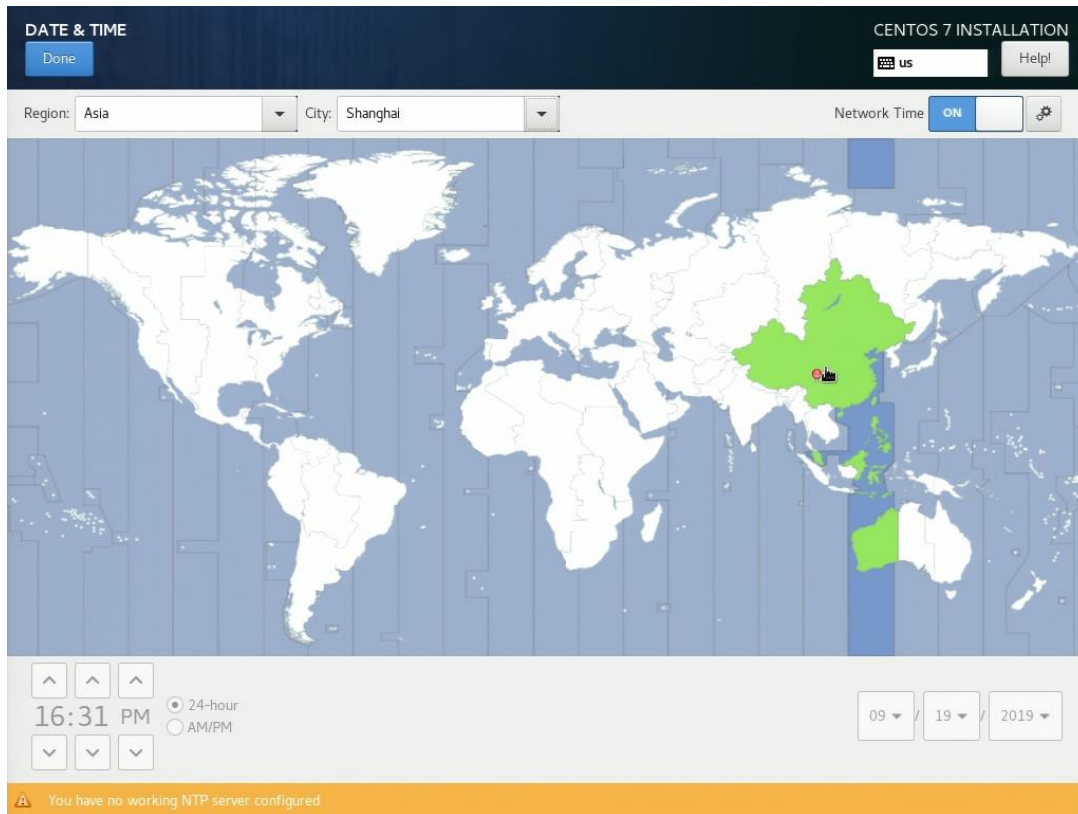 DATE & TIME
CENTOS 7 INSTALLATION
Done
us
Help!
Region:
Asia
City:
Shanghai
Network Time
ON
16:31 PM
24-hour
AM/PM
09 / 19 / 2019
You have no working NTP server configured